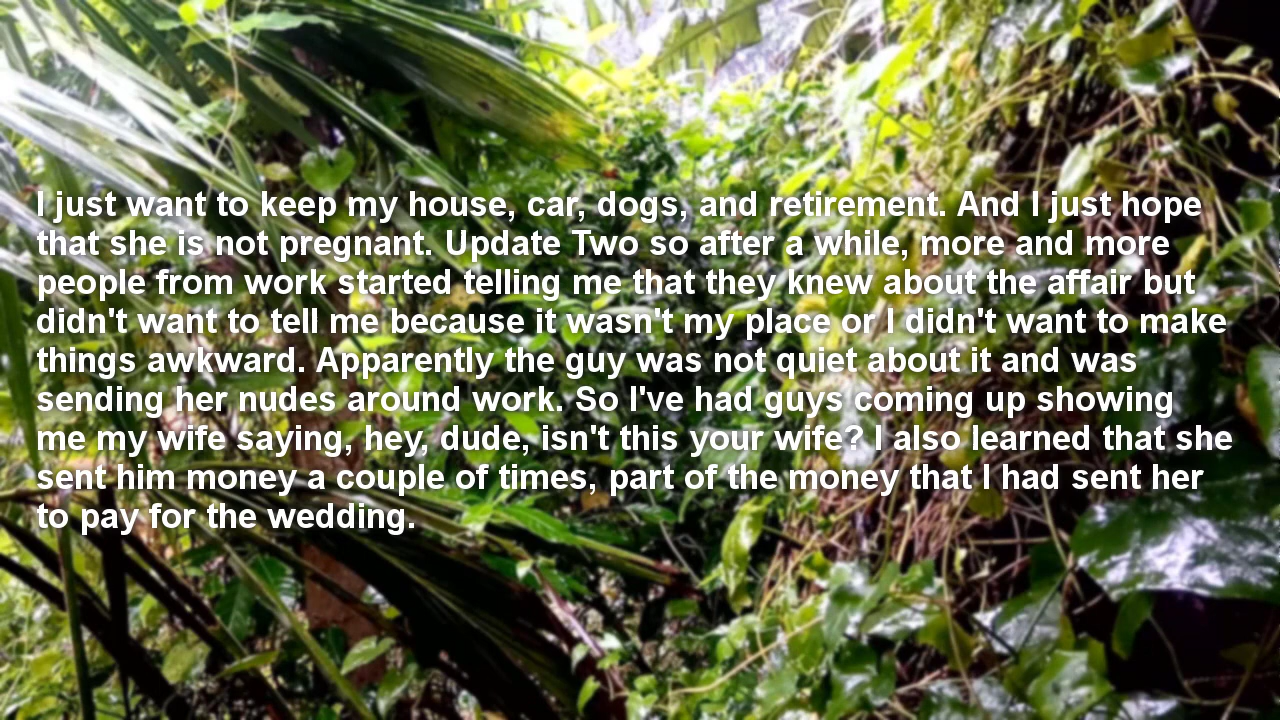 I just want to keep my house, car, dogs, and retirement. And I just hope
that she is not pregnant. Update Two so after a while, more and more
people from work started telling me that they knew about the affair but
didn't want to tell me because it wasn't my place or I didn't want to make
things awkward. Apparently the guy was not quiet about it and was
sending her nudes around work. So I've had guys coming up showing
me my wife saying, hey, dude, isn't this your wife? I also learned that she
sent him money a couple of times, part of the money that I had sent her
to pay for the wedding.